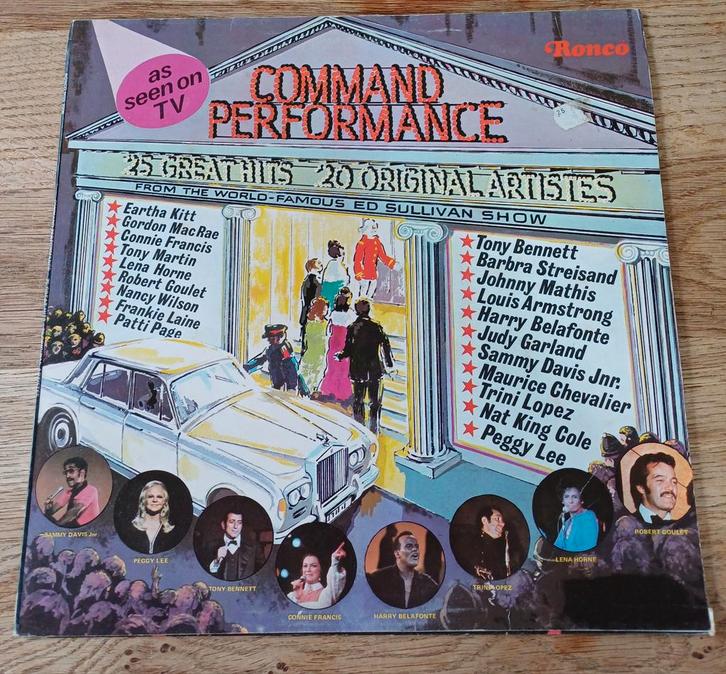 Ronco
as
seen on
TV
COMMAND
PERFORMANCE
25 GREAT HITS 20 ORIGINAL ARTISTES
FROM THE WORLD-FAMOUS ED SULLIVAN SHOW
Eartha Kitt
Gordon MacRae
Connie Francis
Tony Martin
Lena Horne
Robert Goulet
Nancy Wilson
Frankie Laine
Patti Page
Tony Bennett
Barbra Streisand
Johnny Mathis
Louis Armstrong
Harry Belafonte
Judy Garland
Sammy Davis Jnr.
Maurice Chevalier
Trini Lopez
Nat King Cole
Peggy Lee
SAMMY DAVIS Jnr
PEGGY LEE
TONY BENNETT
CONNIE FRANCIS
HARRY BELAFONTE
TRINI LOPEZ
LENA HORNE
ROBERT GOULET